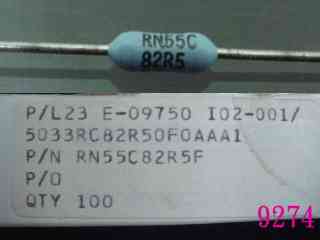 RN55C
82R5
P/L23 E-09750 I02-001/
5033RC82R50F0AAA1
P/N RN55C82R5F
P/O
QTY 100
9274